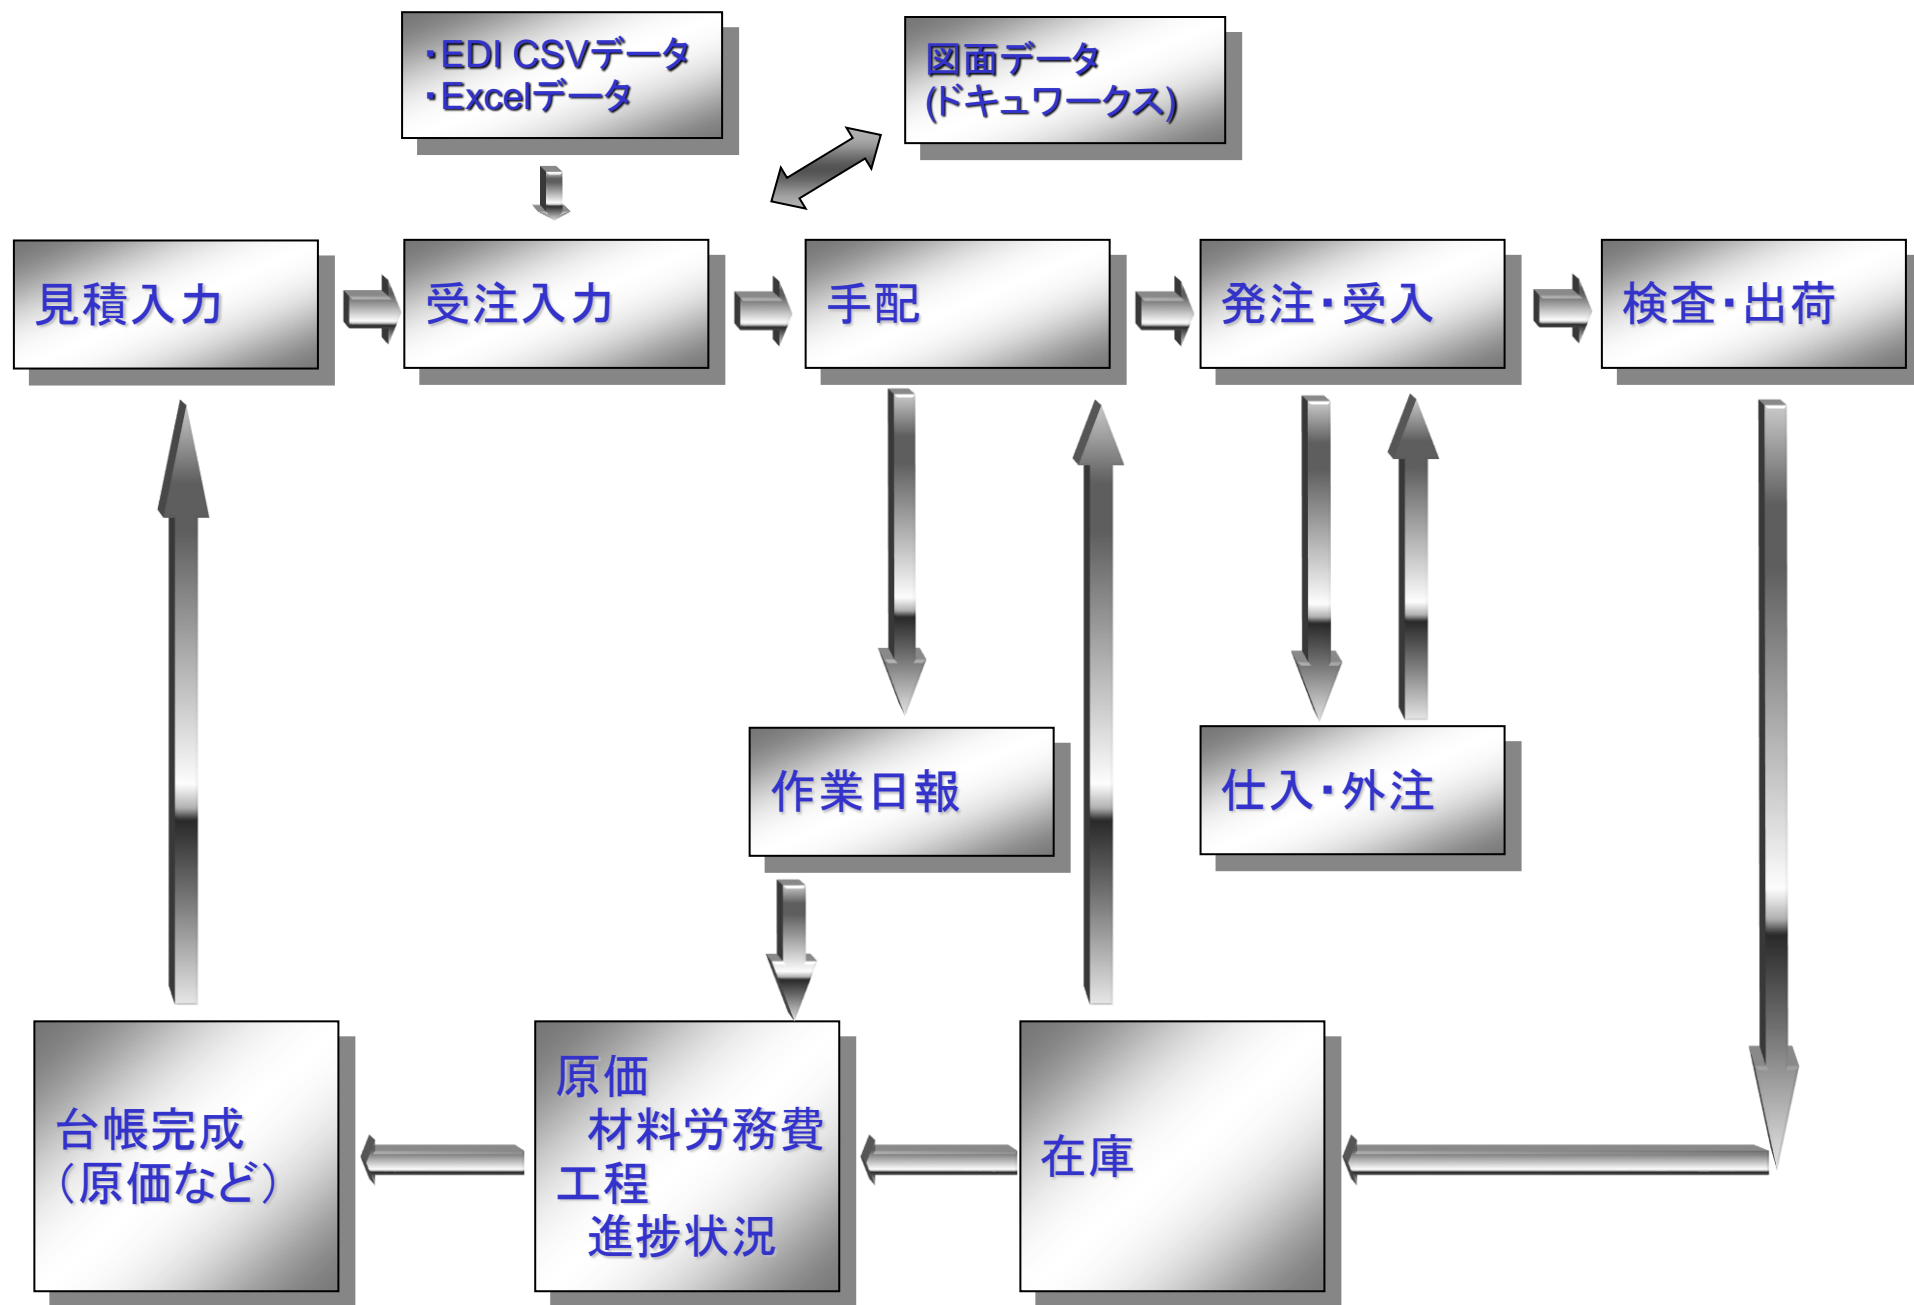 ・EDI CSVデータ
・Excelデータ
図面データ
(ドキュワークス)
見積入力
受注入力
手配
発注・受入
検査・出荷
作業日報
仕入・外注
台帳完成
（原価など）
原価
材料労務費
工程
進捗状況
在庫